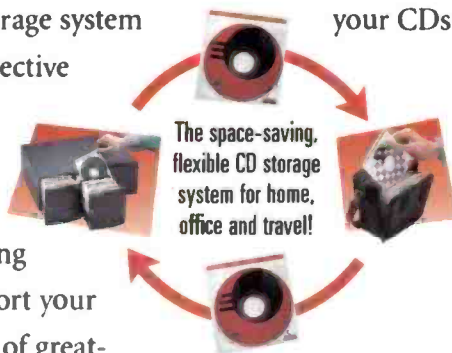 rage system
your CDs
ective
The space-saving,
flexible CD storage
system for home,
office and travel!
ng
ort your
of great-